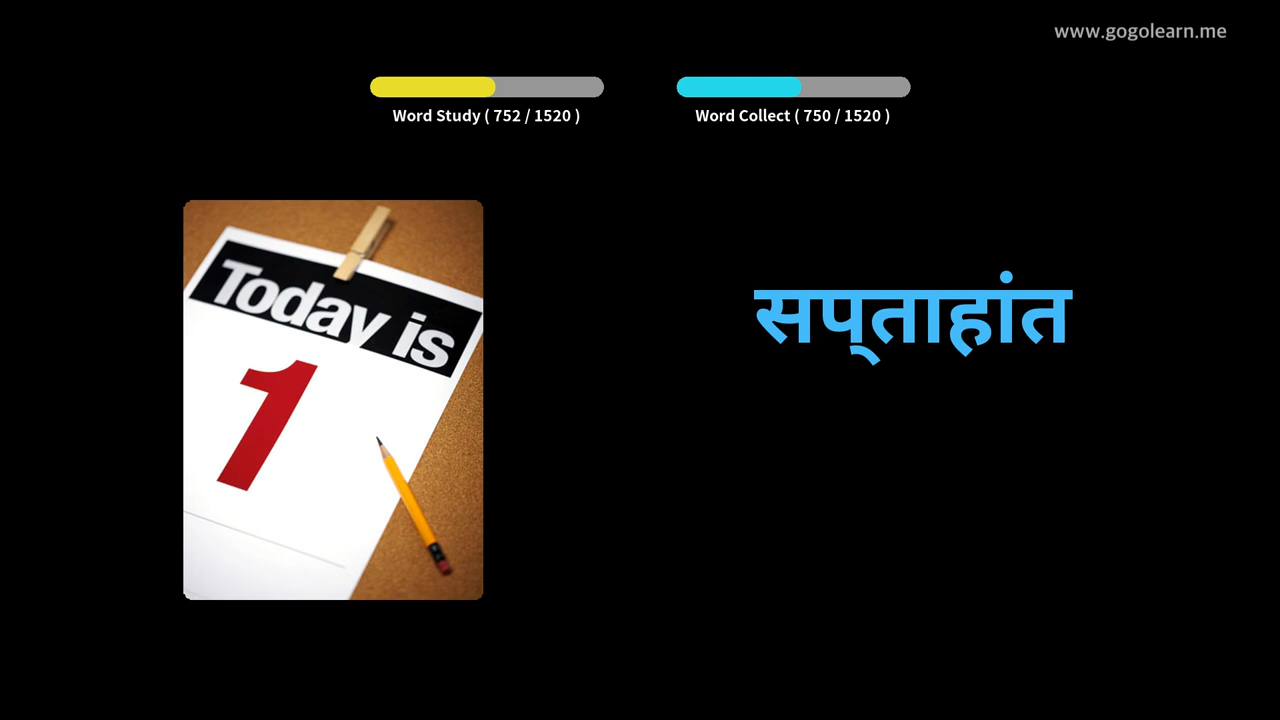 www.gogolearn.me
Word Study ( 752 / 1520 )
Word Collect ( 750 / 1520 )
Today is
1
सप्‌ताहांत